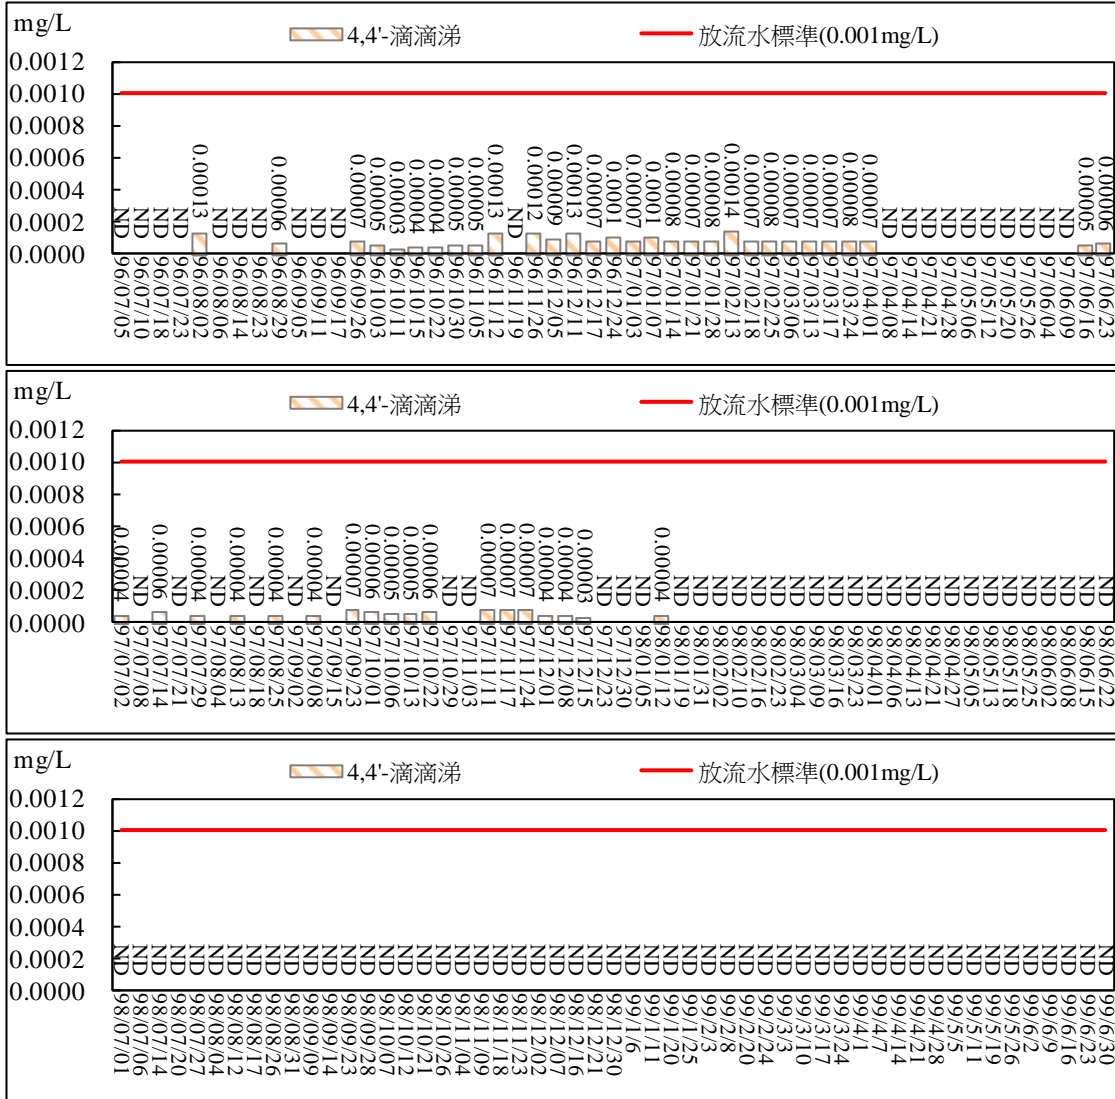 mg/L
4,4'-滴滴涕 放流水標準(0.001mg/L)
0.0012
0.0010
0.0008
0.0006
0.0004
0.0002
0.0000
ND ND ND ND 0.00013 ND ND ND 0.00006 ND ND ND 0.00007 0.00005 0.00003 0.00004 0.00004 0.00005 0.00005 0.00013 ND 0.00012 0.00009 0.00013 0.00007 0.0001 0.00007 0.0001 0.00008 0.00008 0.00008 0.00014 0.00007 0.00008 0.00007 0.00007 0.00007 0.00008 0.00007 ND ND ND ND ND ND ND ND ND ND 0.00005 0.00006
96/07/05 96/07/10 96/07/18 96/07/23 96/08/02 96/08/08 96/08/14 96/08/23 96/08/29 96/09/05 96/09/11 96/09/17 96/09/26 96/10/03 96/10/11 96/10/15 96/10/22 96/10/30 96/11/05 96/11/12 96/11/19 96/11/26 96/12/05 96/12/11 96/12/17 96/12/24 97/01/03 97/01/07 97/01/14 97/01/21 97/01/28 97/02/13 97/02/18 97/02/25 97/03/06 97/03/13 97/03/17 97/03/24 97/04/01 97/04/08 97/04/14 97/04/21 97/04/28 97/05/06 97/05/12 97/05/20 97/05/26 97/06/04 97/06/09 97/06/16 97/06/23
mg/L
4,4'-滴滴涕 放流水標準(0.001mg/L)
0.0012
0.0010
0.0008
0.0006
0.0004
0.0002
0.0000
0.00004 ND 0.00006 ND 0.00004 ND 0.00004 ND 0.00004 ND 0.00004 ND 0.00007 0.00006 0.00005 0.00005 0.00006 ND ND 0.00007 0.00007 0.00007 0.00004 0.00004 0.00003 ND ND ND 0.00004 ND ND ND ND ND ND ND ND ND ND ND ND ND ND ND ND ND ND ND ND ND ND ND
97/07/02 97/07/08 97/07/14 97/07/21 97/07/29 97/08/04 97/08/13 97/08/18 97/08/25 97/09/02 97/09/08 97/09/15 97/09/23 97/10/01 97/10/06 97/10/13 97/10/22 97/10/29 97/11/03 97/11/11 97/11/17 97/11/24 97/12/01 97/12/08 97/12/15 97/12/23 97/12/30 98/01/05 98/01/12 98/01/19 98/01/31 98/02/02 98/02/10 98/02/16 98/02/23 98/03/04 98/03/09 98/03/16 98/03/23 98/04/01 98/04/06 98/04/13 98/04/21 98/04/27 98/05/05 98/05/13 98/05/18 98/05/25 98/06/02 98/06/08 98/06/15 98/06/22
mg/L
4,4'-滴滴涕 放流水標準(0.001mg/L)
0.0012
0.0010
0.0008
0.0006
0.0004
0.0002
0.0000
ND ND ND ND ND ND ND ND ND ND ND ND ND ND ND ND ND ND ND ND ND ND ND ND ND ND ND ND ND ND ND ND ND ND ND ND ND ND ND ND ND ND ND ND ND ND ND ND ND ND ND ND
98/07/01 98/07/06 98/07/14 98/07/20 98/07/27 98/08/04 98/08/12 98/08/17 98/08/26 98/08/31 98/09/09 98/09/14 98/09/23 98/09/28 98/10/07 98/10/12 98/10/21 98/11/04 98/11/09 98/11/18 98/11/23 98/12/02 98/12/07 98/12/16 98/12/21 98/12/30 99/1/6 99/1/11 99/1/20 99/1/25 99/2/3 99/2/8 99/2/20 99/2/24 99/3/3 99/3/10 99/3/17 99/3/24 99/4/1 99/4/7 99/4/14 99/4/21 99/4/28 99/5/5 99/5/11 99/5/19 99/5/26 99/6/2 99/6/9 99/6/16 99/6/23 99/6/30